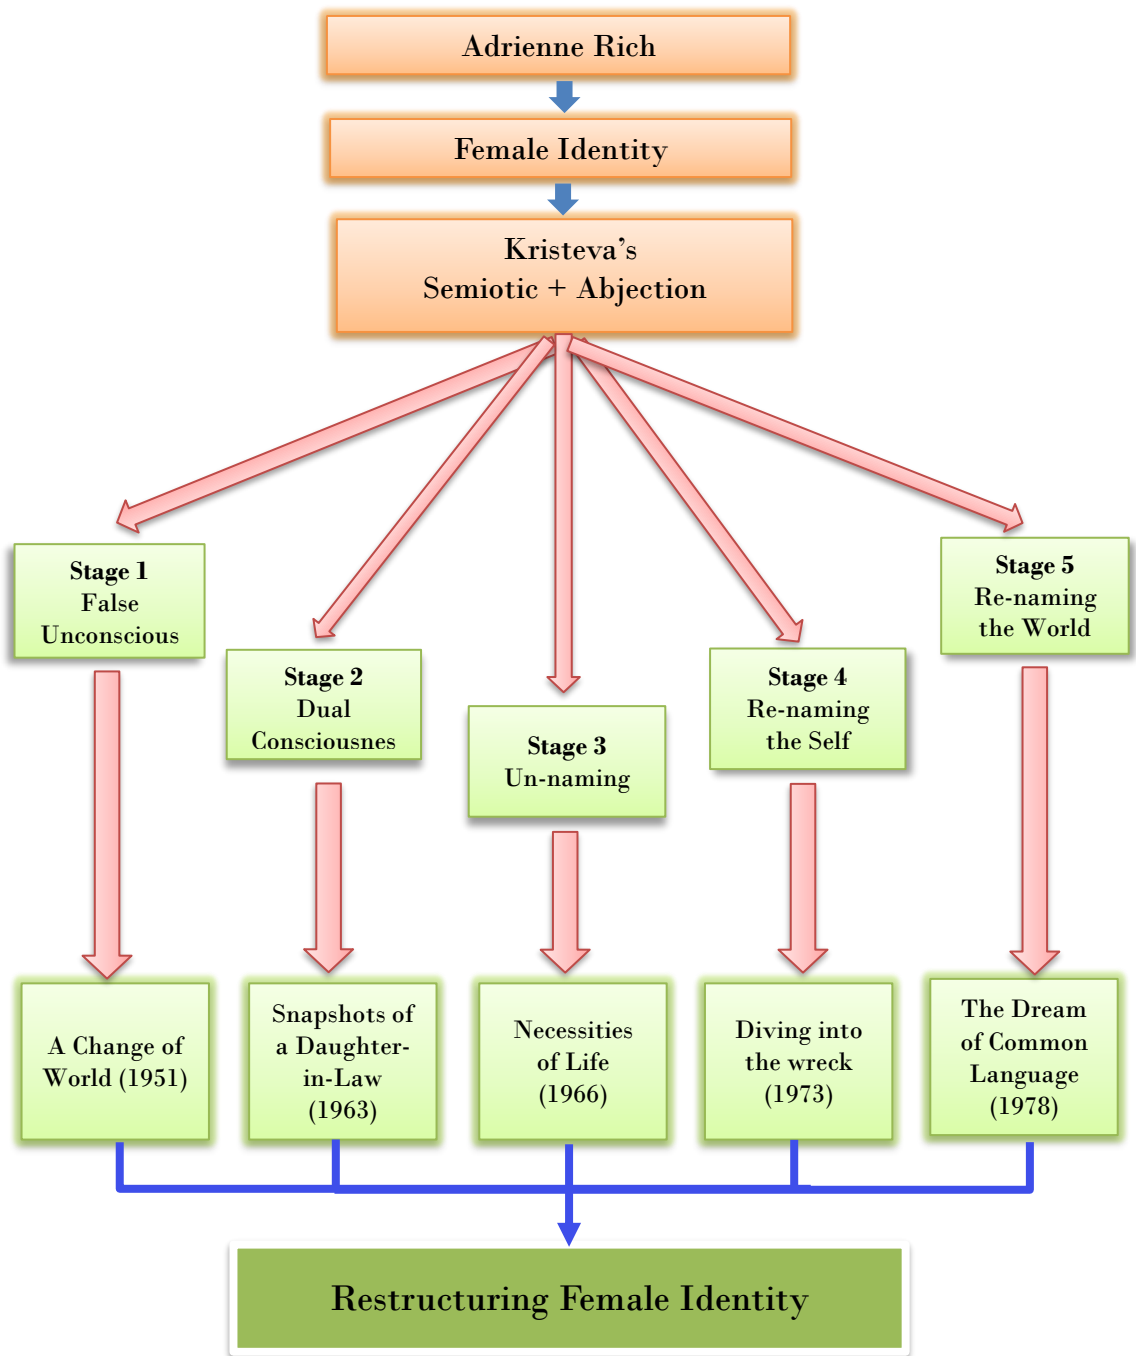 Adrienne Rich
Female Identity
Kristeva’s
Semiotic + Abjection
Stage 1
False
Unconscious
Stage 2
Dual
Consciousnes
Stage 3
Un-naming
Stage 4
Re-naming
the Self
Stage 5
Re-naming
the World
A Change of
World (1951)
Snapshots of
a Daughter-
in-Law
(1963)
Necessities
of Life
(1966)
Diving into
the wreck
(1973)
The Dream
of Common
Language
(1978)
Restructuring Female Identity